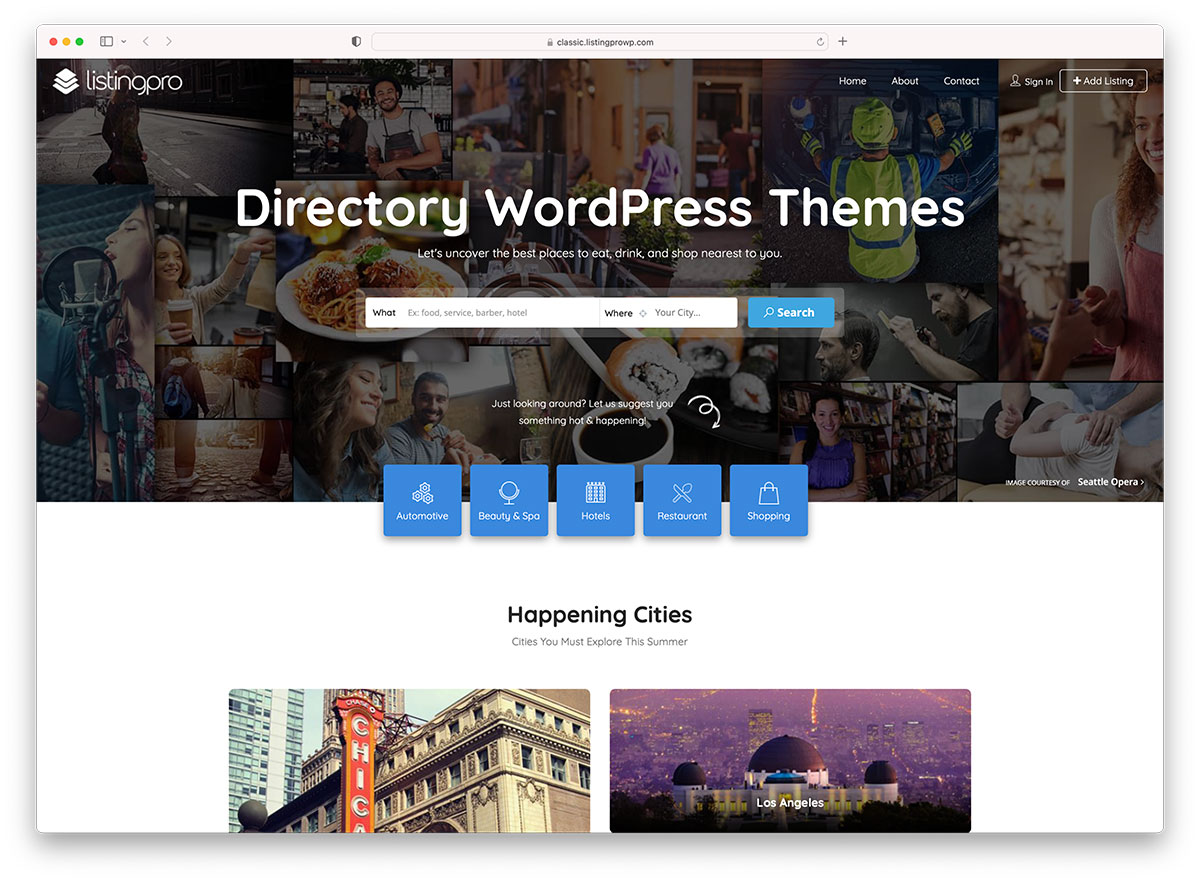 classic.listingprowp.com
listingpro
Home About Contact Sign In + Add Listing
Directory WordPress Themes
Let's uncover the best places to eat, drink, and shop nearest to you.
What Ex: food, service, barber, hotel Where Your City... Search
Just looking around? Let us suggest you
something hot & happening!
IMAGE COURTESY OF Seattle Opera ›
Automotive Beauty & Spa Hotels Restaurant Shopping
Happening Cities
Cities You Must Explore This Summer
CHICA
Los Angeles